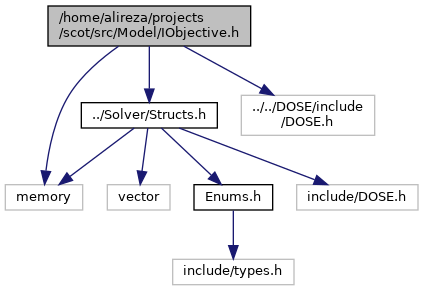 /home/alireza/projects
/scot/src/Model/IObjective.h
../Solver/Structs.h
../../DOSE/include
/DOSE.h
memory
vector
Enums.h
include/DOSE.h
include/types.h